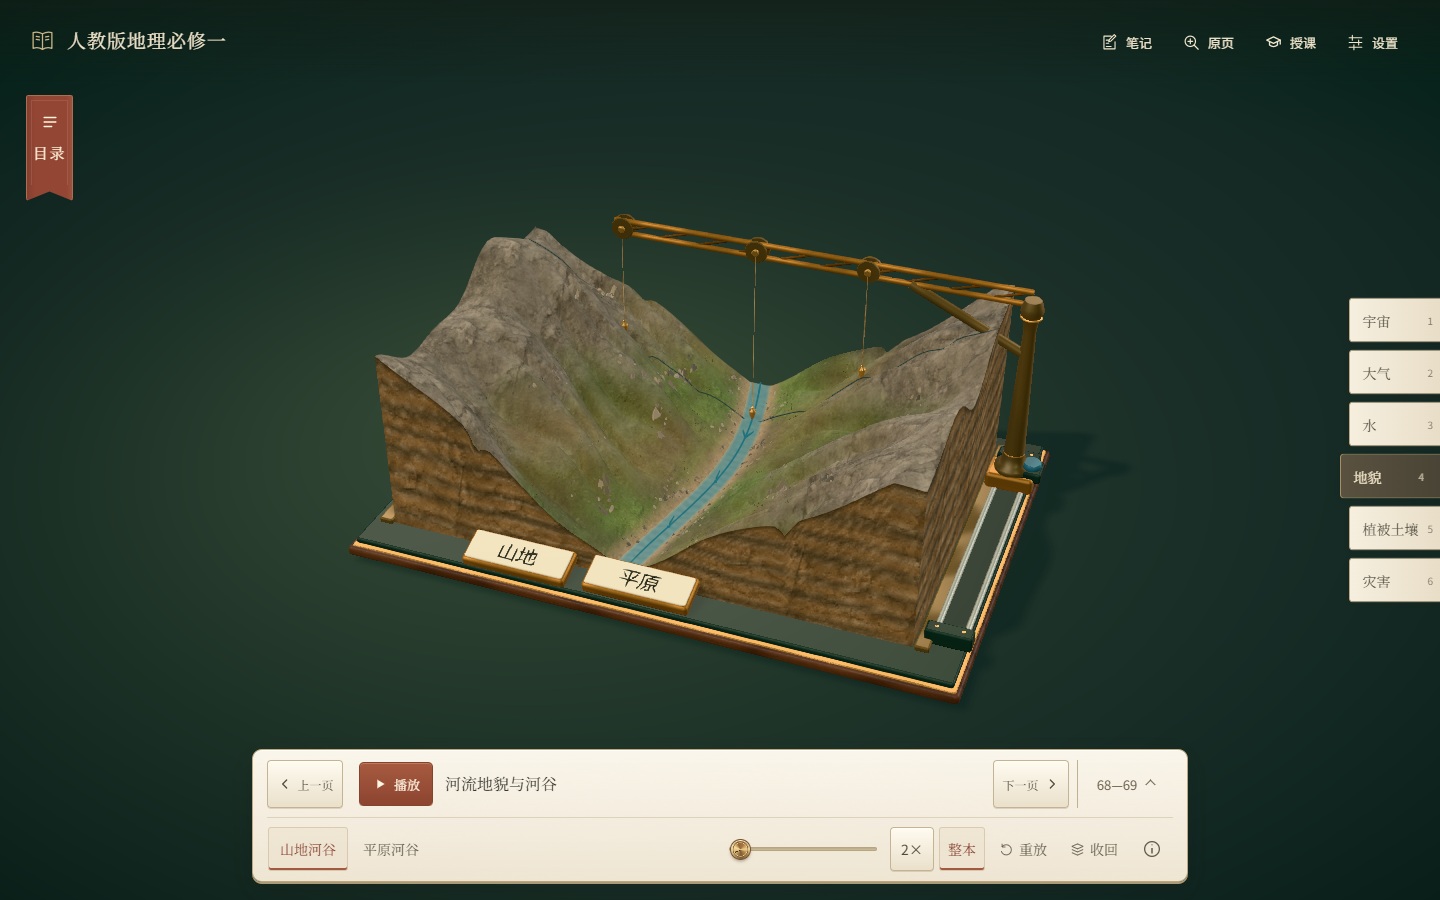 人教版地理必修一
笔记
原页
授课
设置
目录
宇宙 1
大气 2
水 3
地貌 4
植被土壤 5
灾害 6
山地
平原
上一页
播放
河流地貌与河谷
下一页
68—69
山地河谷
平原河谷
2×
整本
重放
收回